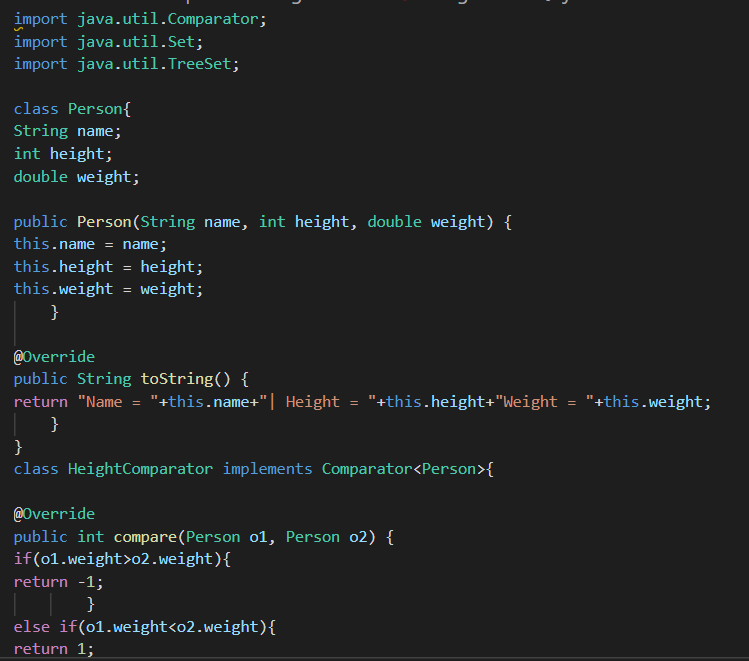 import java.util.Comparator;
import java.util.Set;
import java.util.TreeSet;
class Person{
String name;
int height;
double weight;
public Person(String name, int height, double weight) {
this.name = name;
this.height = height;
this.weight = weight;
}
@Override
public String toString() {
return "Name = "+this.name+"| Height = "+this.height+"Weight = "+this.weight;
}
}
class HeightComparator implements Comparator<Person>{
@Override
public int compare(Person o1, Person o2) {
if(o1.weight>o2.weight){
return -1;
}
else if(o1.weight<o2.weight){
return 1;